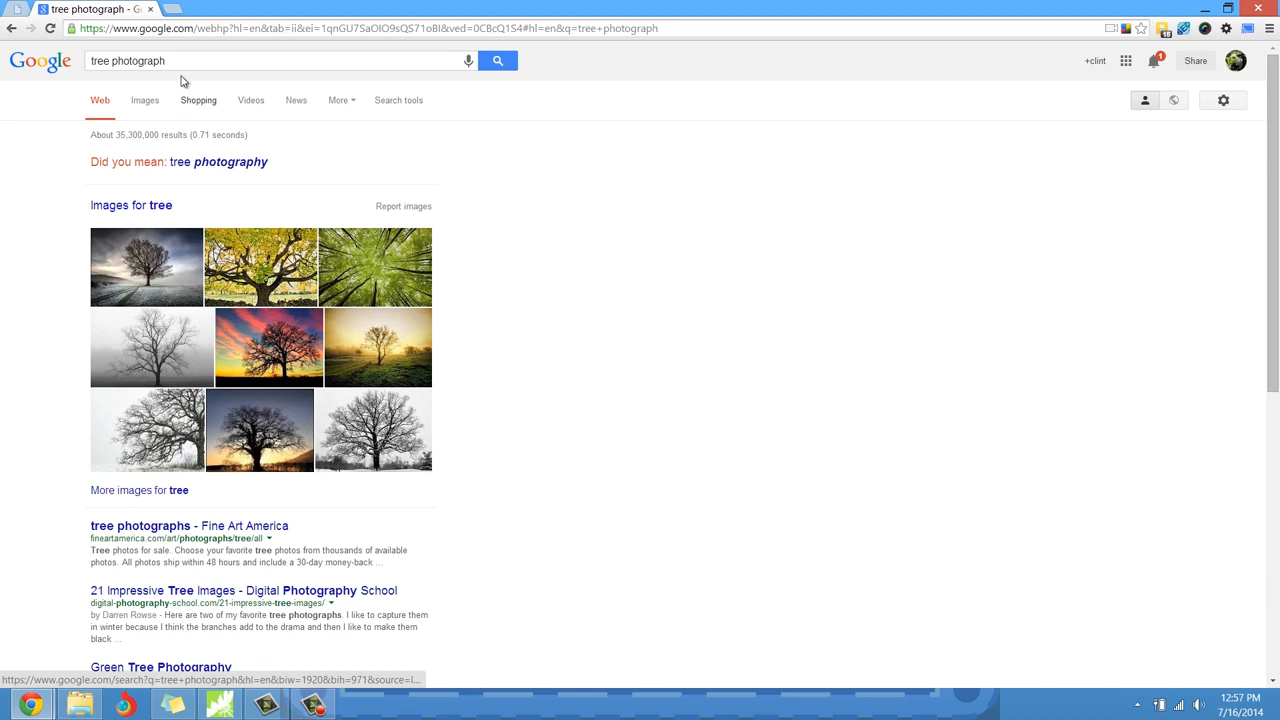 tree photograph - Go
https://www.google.com/webhp?hl=en&tab=ii&ei=1qnGU7SaOIO9sQS71oBI&ved=0CBcQ1S4#hl=en&q=tree+photograph
Google
tree photograph
+clint
1
Share
Web
Images
Shopping
Videos
News
More
Search tools
About 35,300,000 results (0.71 seconds)
Did you mean: tree photography
Images for tree
Report images
More images for tree
tree photographs - Fine Art America
fineartamerica.com/art/photographs/tree/all
Tree photos for sale. Choose your favorite tree photos from thousands of available
photos. All photos ship within 48 hours and include a 30-day money-back ...
21 Impressive Tree Images - Digital Photography School
digital-photography-school.com/21-impressive-tree-images/
by Darren Rowse - Here are two of my favorite tree photographs. I like to capture them
in winter because I think the branches add to the drama and then I like to make them
black ...
Green Tree Photography
https://www.google.com/search?q=tree+photograph&hl=en&biw=1920&bih=971&source=l...
12:57 PM
7/16/2014